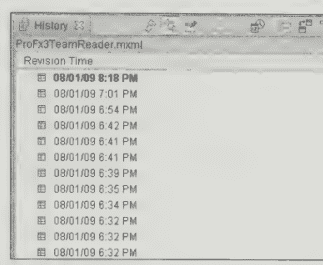 History
ProFx3TeamReader.mxml
Revision Time
08/01/09 8:18 PM
08/01/09 7:01 PM
08/01/09 6:54 PM
08/01/09 6:42 PM
08/01/09 6:41 PM
08/01/09 6:41 PM
08/01/09 6:39 PM
08/01/09 6:35 PM
08/01/09 6:34 PM
08/01/09 6:32 PM
08/01/09 6:32 PM
08/01/09 6:32 PM